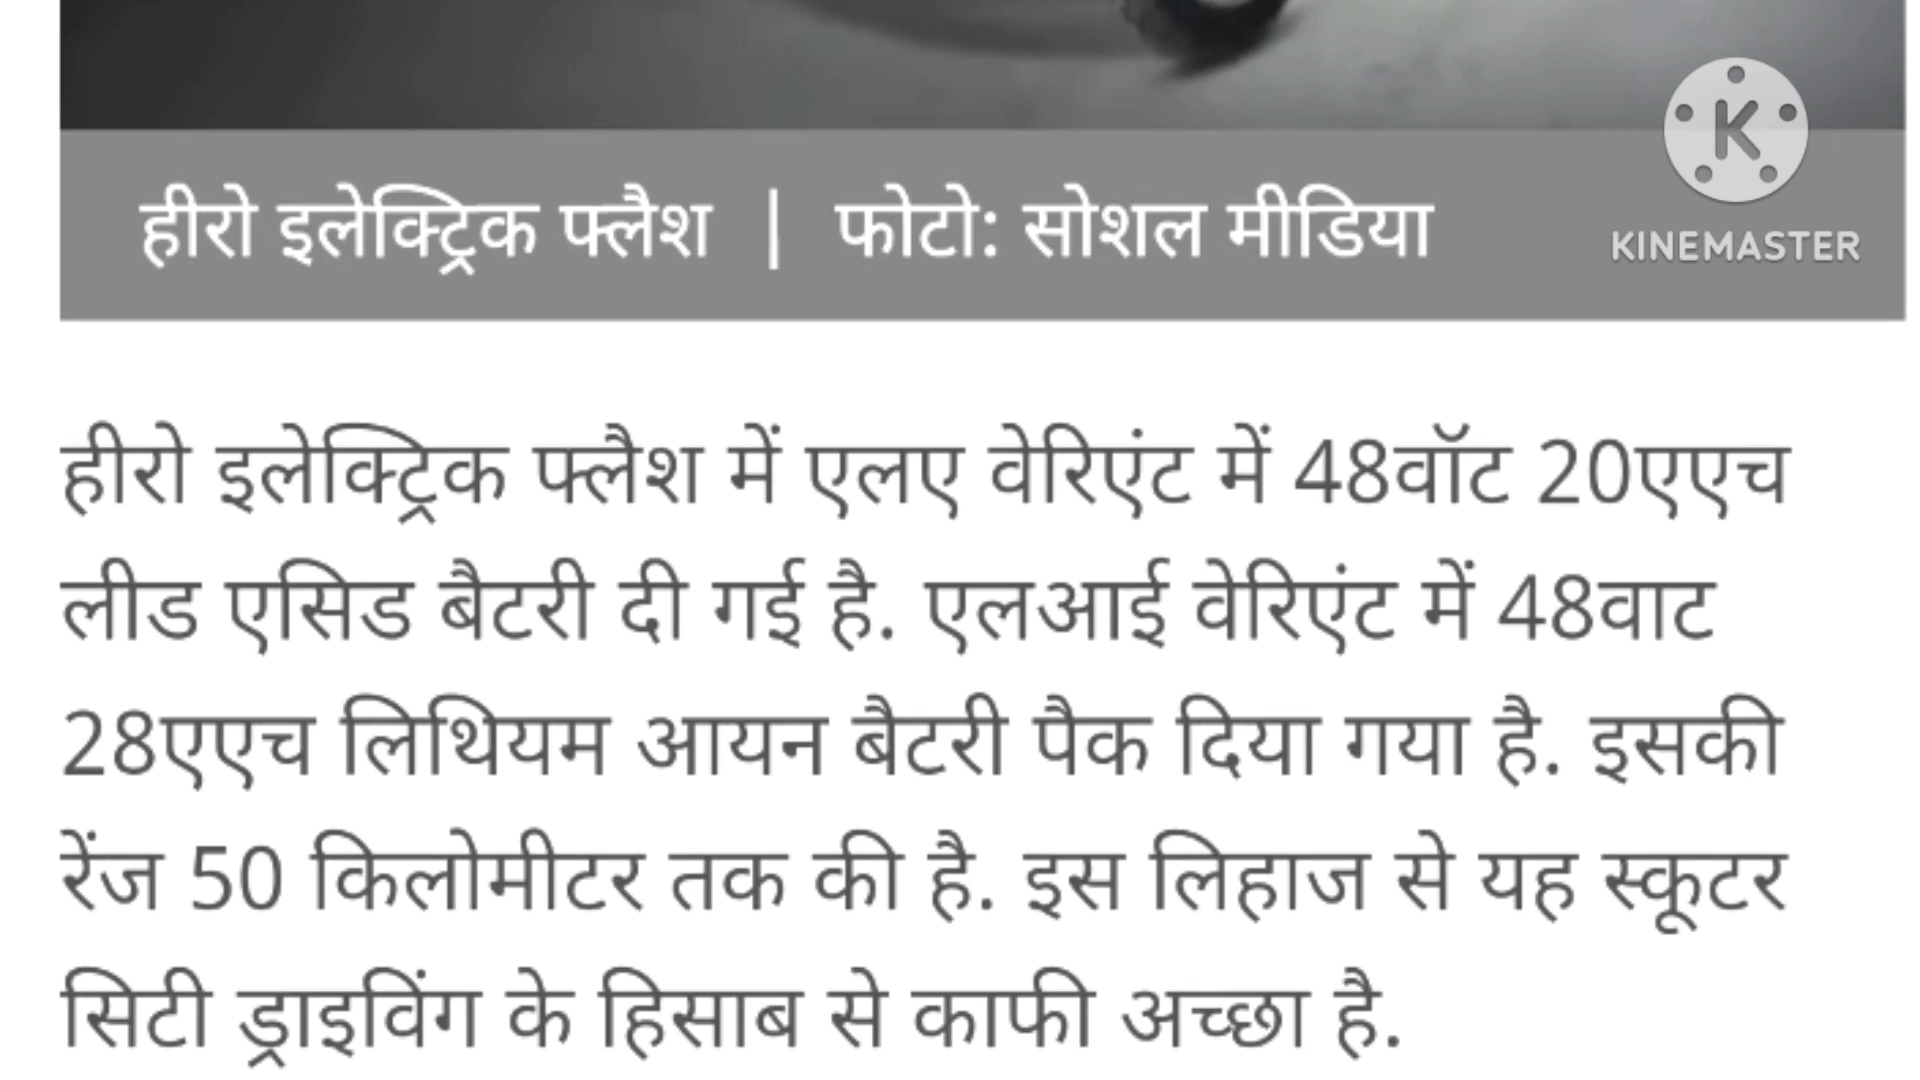 हीरो इलेक्ट्रिक फ्लैश | फोटो: सोशल मीडिया
K
KINEMASTER
हीरो इलेक्ट्रिक फ्लैश में एलए वेरिएंट में 48वॉट 20एएच
लीड एसिड बैटरी दी गई है. एलआई वेरिएंट में 48वाट
28एएच लिथियम आयन बैटरी पैक दिया गया है. इसकी
रेंज 50 किलोमीटर तक की है. इस लिहाज से यह स्कूटर
सिटी ड्राइविंग के हिसाब से काफी अच्छा है.